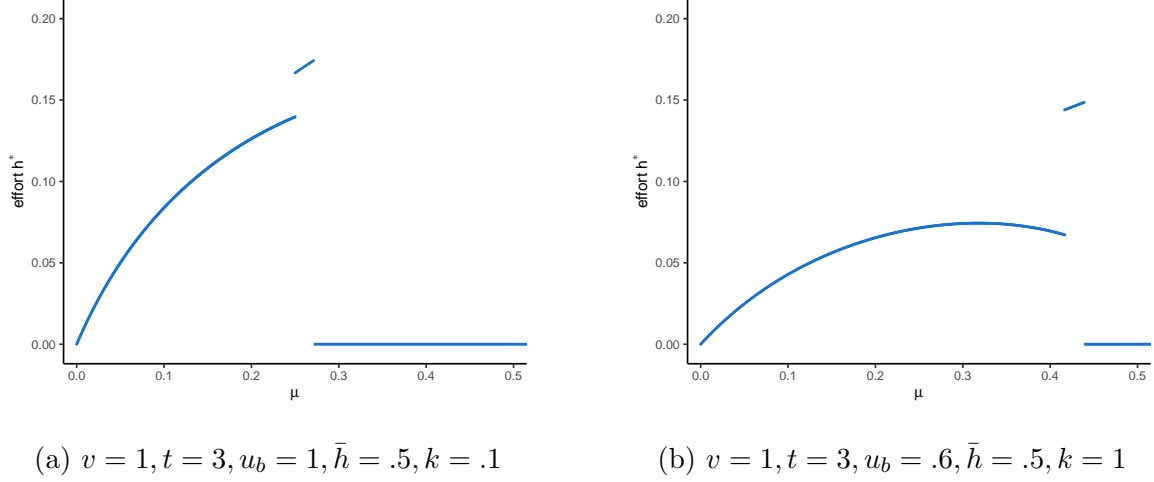 0.20
0.15
0.10
0.05
0.00
effort h*
0.0 0.1 0.2 0.3 0.4 0.5
μ
(a) v = 1, t = 3, u_b = 1, h̄ = .5, k = .1
0.20
0.15
0.10
0.05
0.00
effort h*
0.0 0.1 0.2 0.3 0.4 0.5
μ
(b) v = 1, t = 3, u_b = .6, h̄ = .5, k = 1